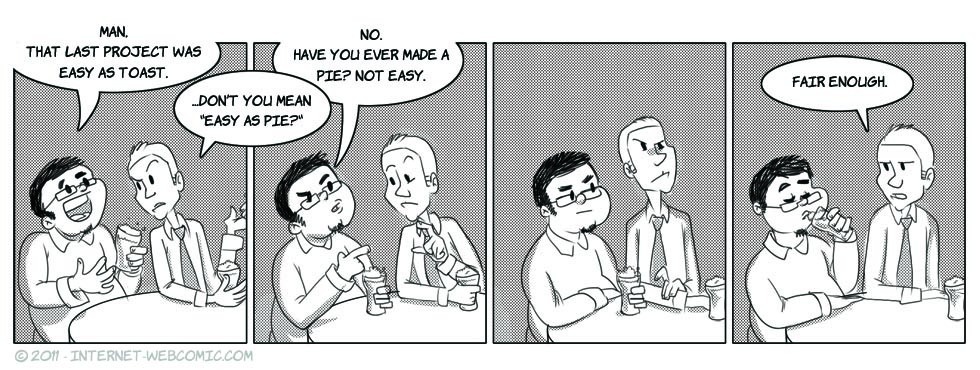 MAN,
THAT LAST PROJECT WAS
EASY AS TOAST.
...DON'T YOU MEAN
"EASY AS PIE?"
NO.
HAVE YOU EVER MADE A
PIE? NOT EASY.
FAIR ENOUGH.
© 2011 - INTERNET-WEBCOMIC.COM